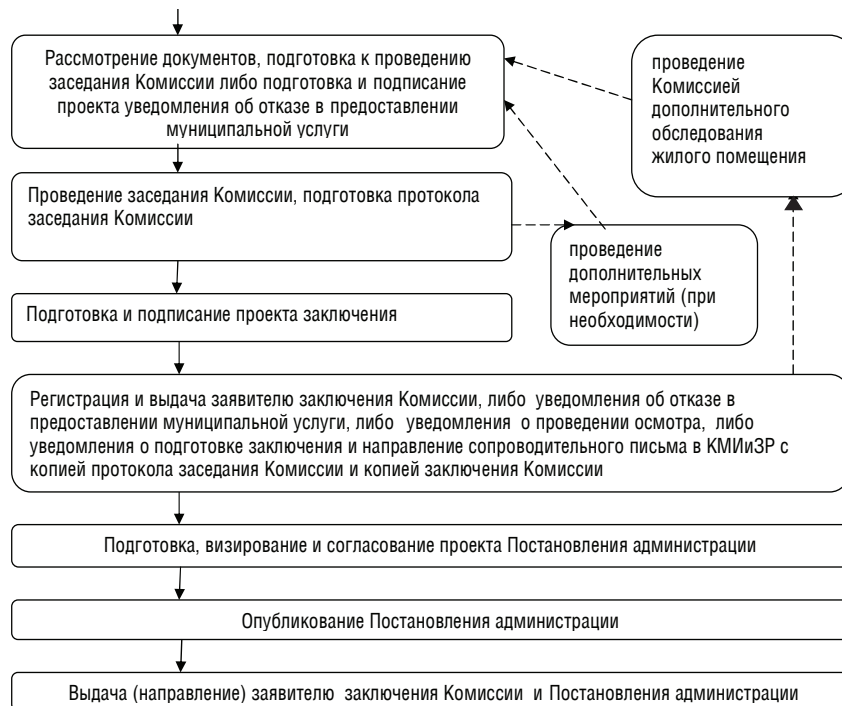 Рассмотрение документов, подготовка к проведению
заседания Комиссии либо подготовка и подписание
проекта уведомления об отказе в предоставлении
муниципальной услуги
проведение
Комиссией
дополнительного
обследования
жилого помещения
Проведение заседания Комиссии, подготовка протокола
заседания Комиссии
проведение
дополнительных
мероприятий (при
необходимости)
Подготовка и подписание проекта заключения
Регистрация и выдача заявителю заключения Комиссии, либо уведомления об отказе в
предоставлении муниципальной услуги, либо уведомления о проведении осмотра, либо
уведомления о подготовке заключения и направление сопроводительного письма в КМИиЗР с
копией протокола заседания Комиссии и копией заключения Комиссии
Подготовка, визирование и согласование проекта Постановления администрации
Опубликование Постановления администрации
Выдача (направление) заявителю заключения Комиссии и Постановления администрации